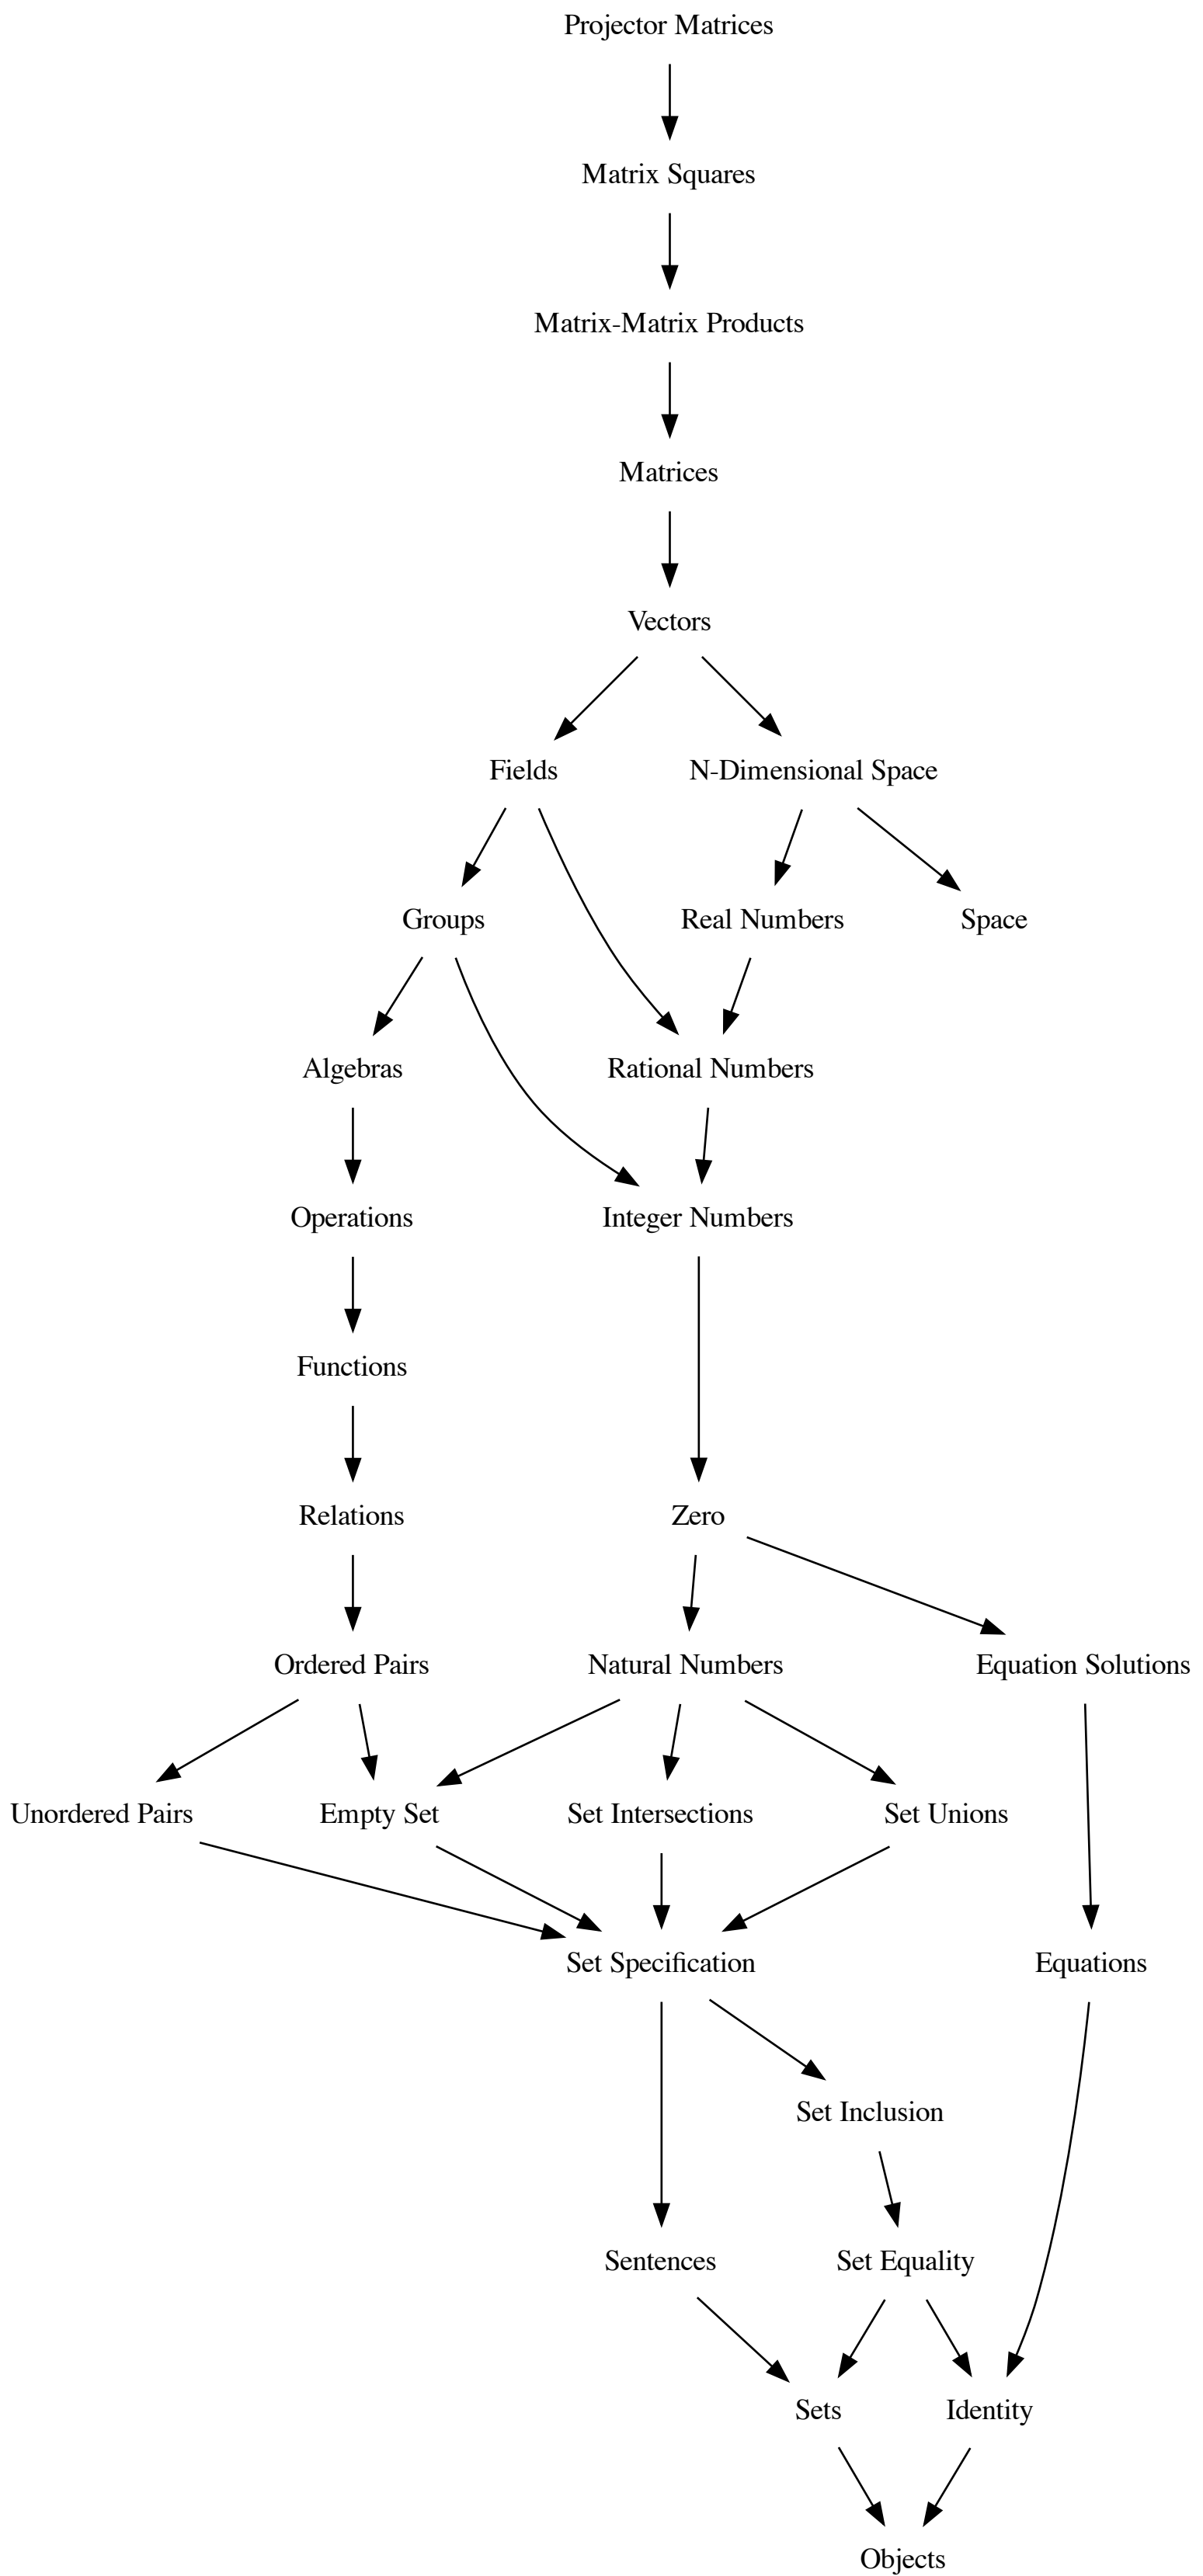 Projector Matrices
Matrix Squares
Matrix-Matrix Products
Matrices
Vectors
Fields
N-Dimensional Space
Groups
Real Numbers
Space
Algebras
Rational Numbers
Operations
Integer Numbers
Functions
Relations
Zero
Ordered Pairs
Natural Numbers
Equation Solutions
Unordered Pairs
Empty Set
Set Intersections
Set Unions
Set Specification
Equations
Set Inclusion
Sentences
Set Equality
Sets
Identity
Objects